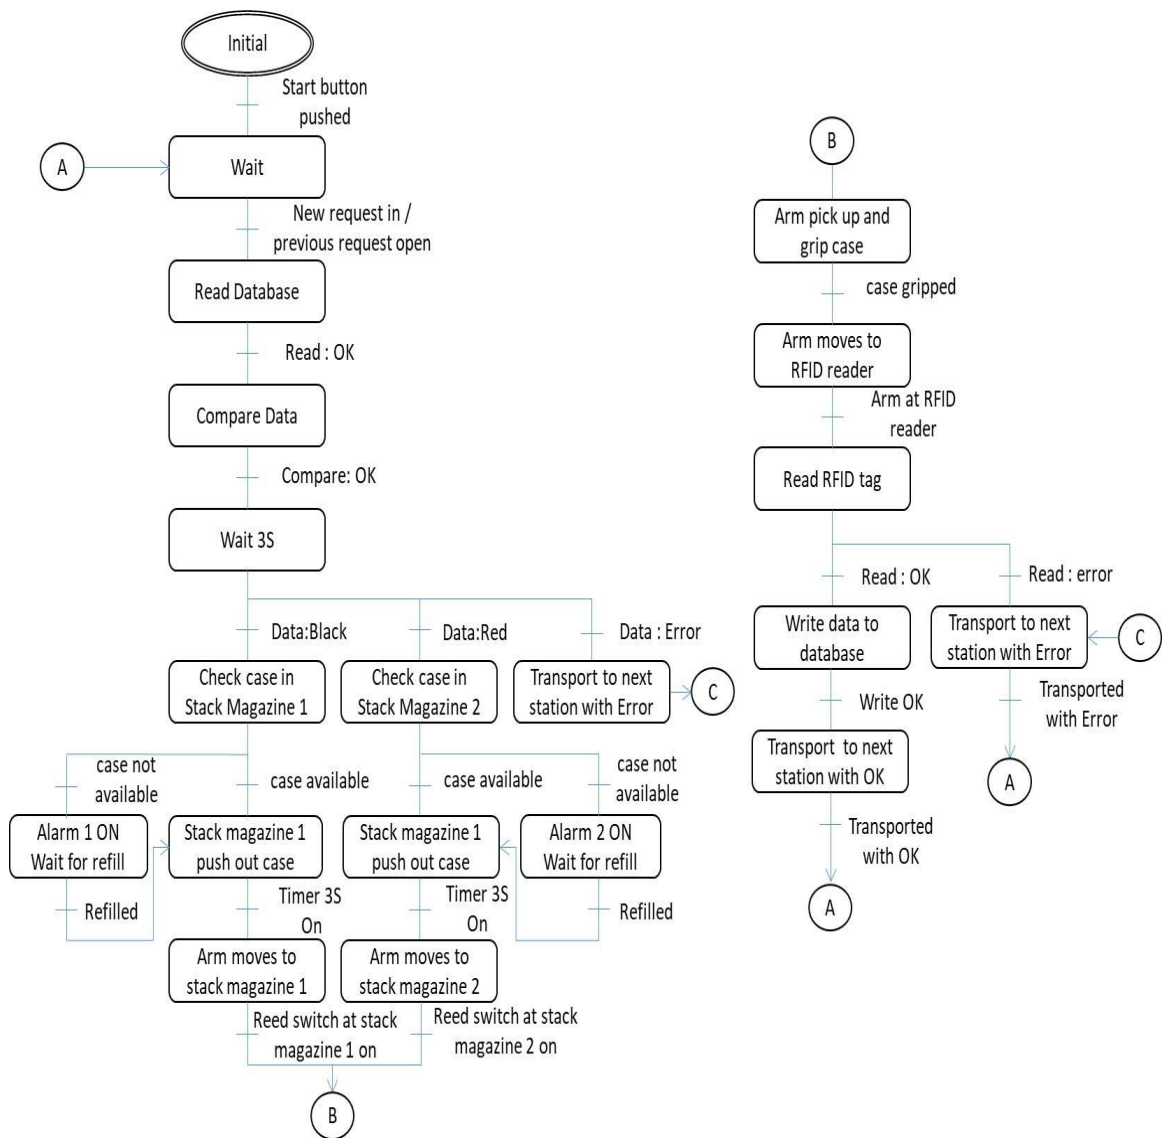 Initial
Start button
pushed
A
Wait
New request in /
previous request open
Read Database
Read : OK
Compare Data
Compare: OK
Wait 3S
Data:Black
Data:Red
Data : Error
Check case in
Stack Magazine 1
Check case in
Stack Magazine 2
Transport to next
station with Error
C
case not
available
case available
case available
case not
available
Alarm 1 ON
Wait for refill
Stack magazine 1
push out case
Stack magazine 1
push out case
Alarm 2 ON
Wait for refill
Refilled
Timer 3S
On
Timer 3S
On
Refilled
Arm moves to
stack magazine 1
Arm moves to
stack magazine 2
Reed switch at stack
magazine 1 on
Reed switch at stack
magazine 2 on
B
B
Arm pick up and
grip case
case gripped
Arm moves to
RFID reader
Arm at RFID
reader
Read RFID tag
Read : OK
Read : error
Write data to
database
Transport to next
station with Error
C
Write OK
Transported
with Error
Transport to next
station with OK
A
Transported
with OK
A